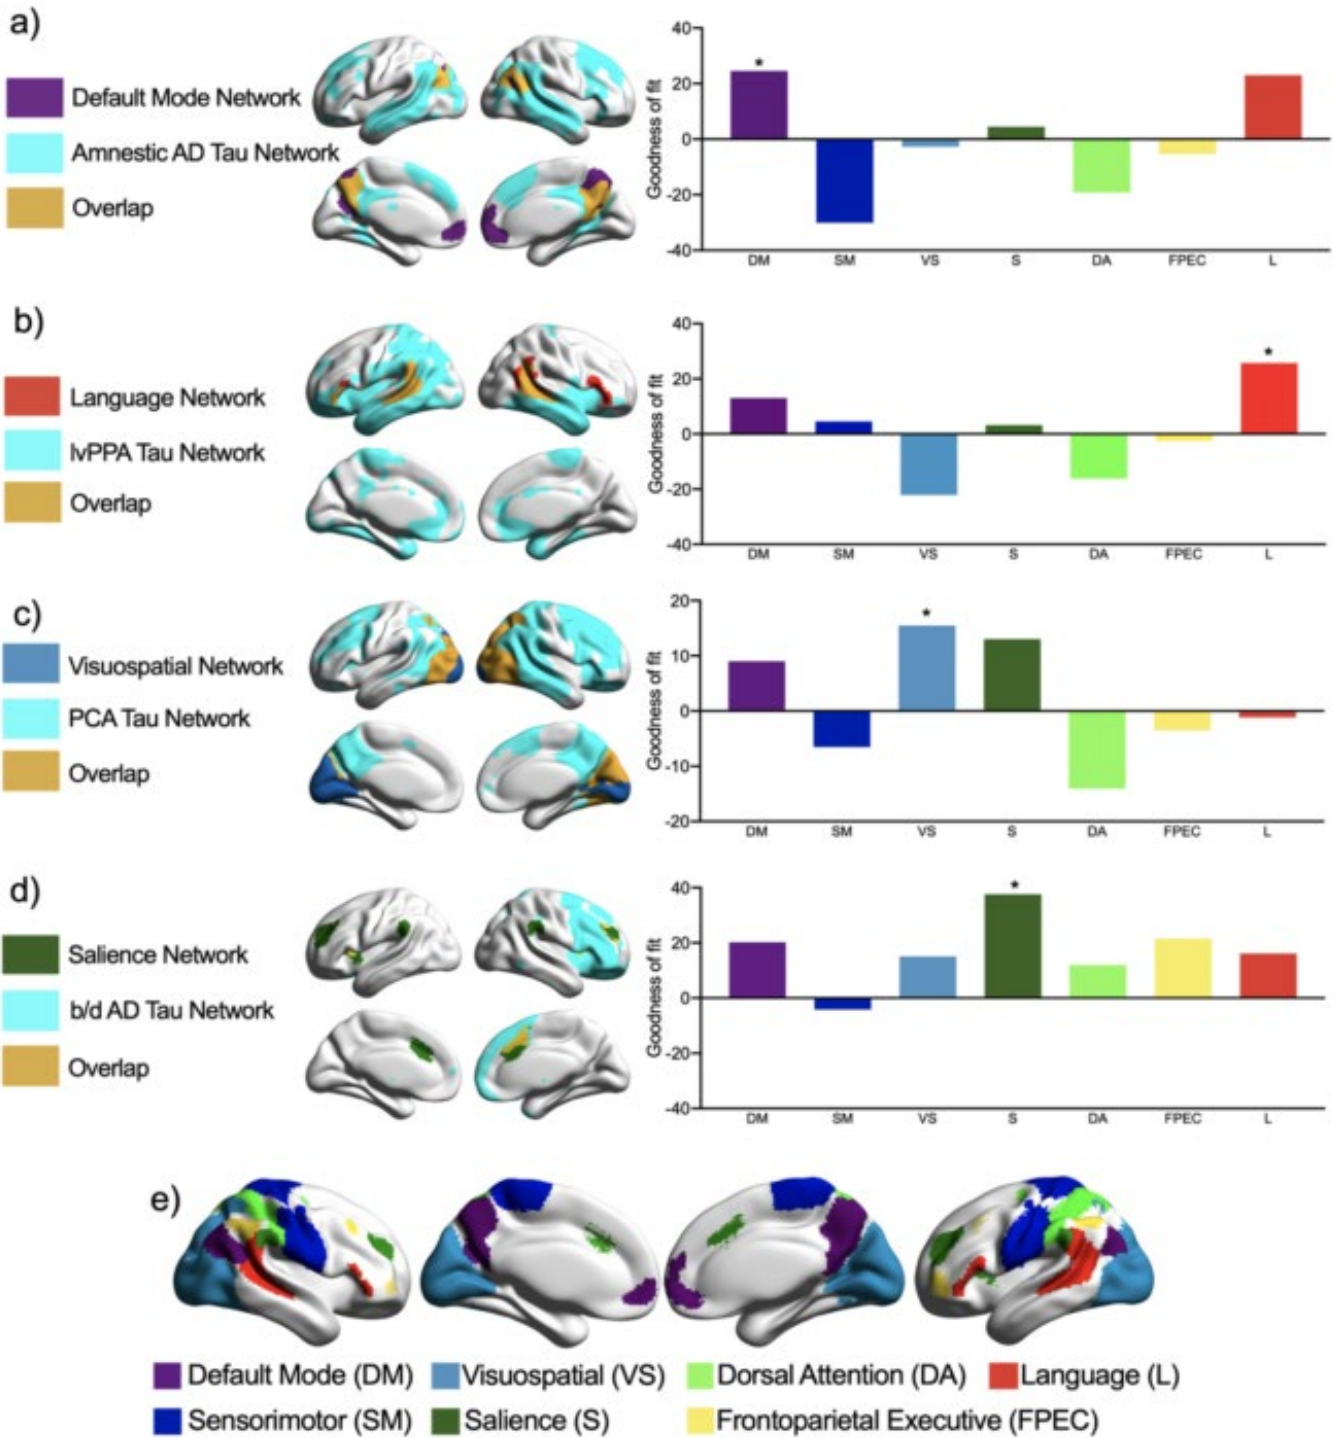 a)
Default Mode Network
Amnestic AD Tau Network
Overlap
Goodness of fit
40
20
0
-20
-40
*
DM SM VS S DA FPEC L
b)
Language Network
lvPPA Tau Network
Overlap
Goodness of fit
40
20
0
-20
-40
*
DM SM VS S DA FPEC L
c)
Visuospatial Network
PCA Tau Network
Overlap
Goodness of fit
20
10
0
-10
-20
*
DM SM VS S DA FPEC L
d)
Salience Network
b/d AD Tau Network
Overlap
Goodness of fit
40
20
0
-20
-40
*
DM SM VS S DA FPEC L
e)
Default Mode (DM) Visuospatial (VS) Dorsal Attention (DA) Language (L)
Sensorimotor (SM) Salience (S) Frontoparietal Executive (FPEC)